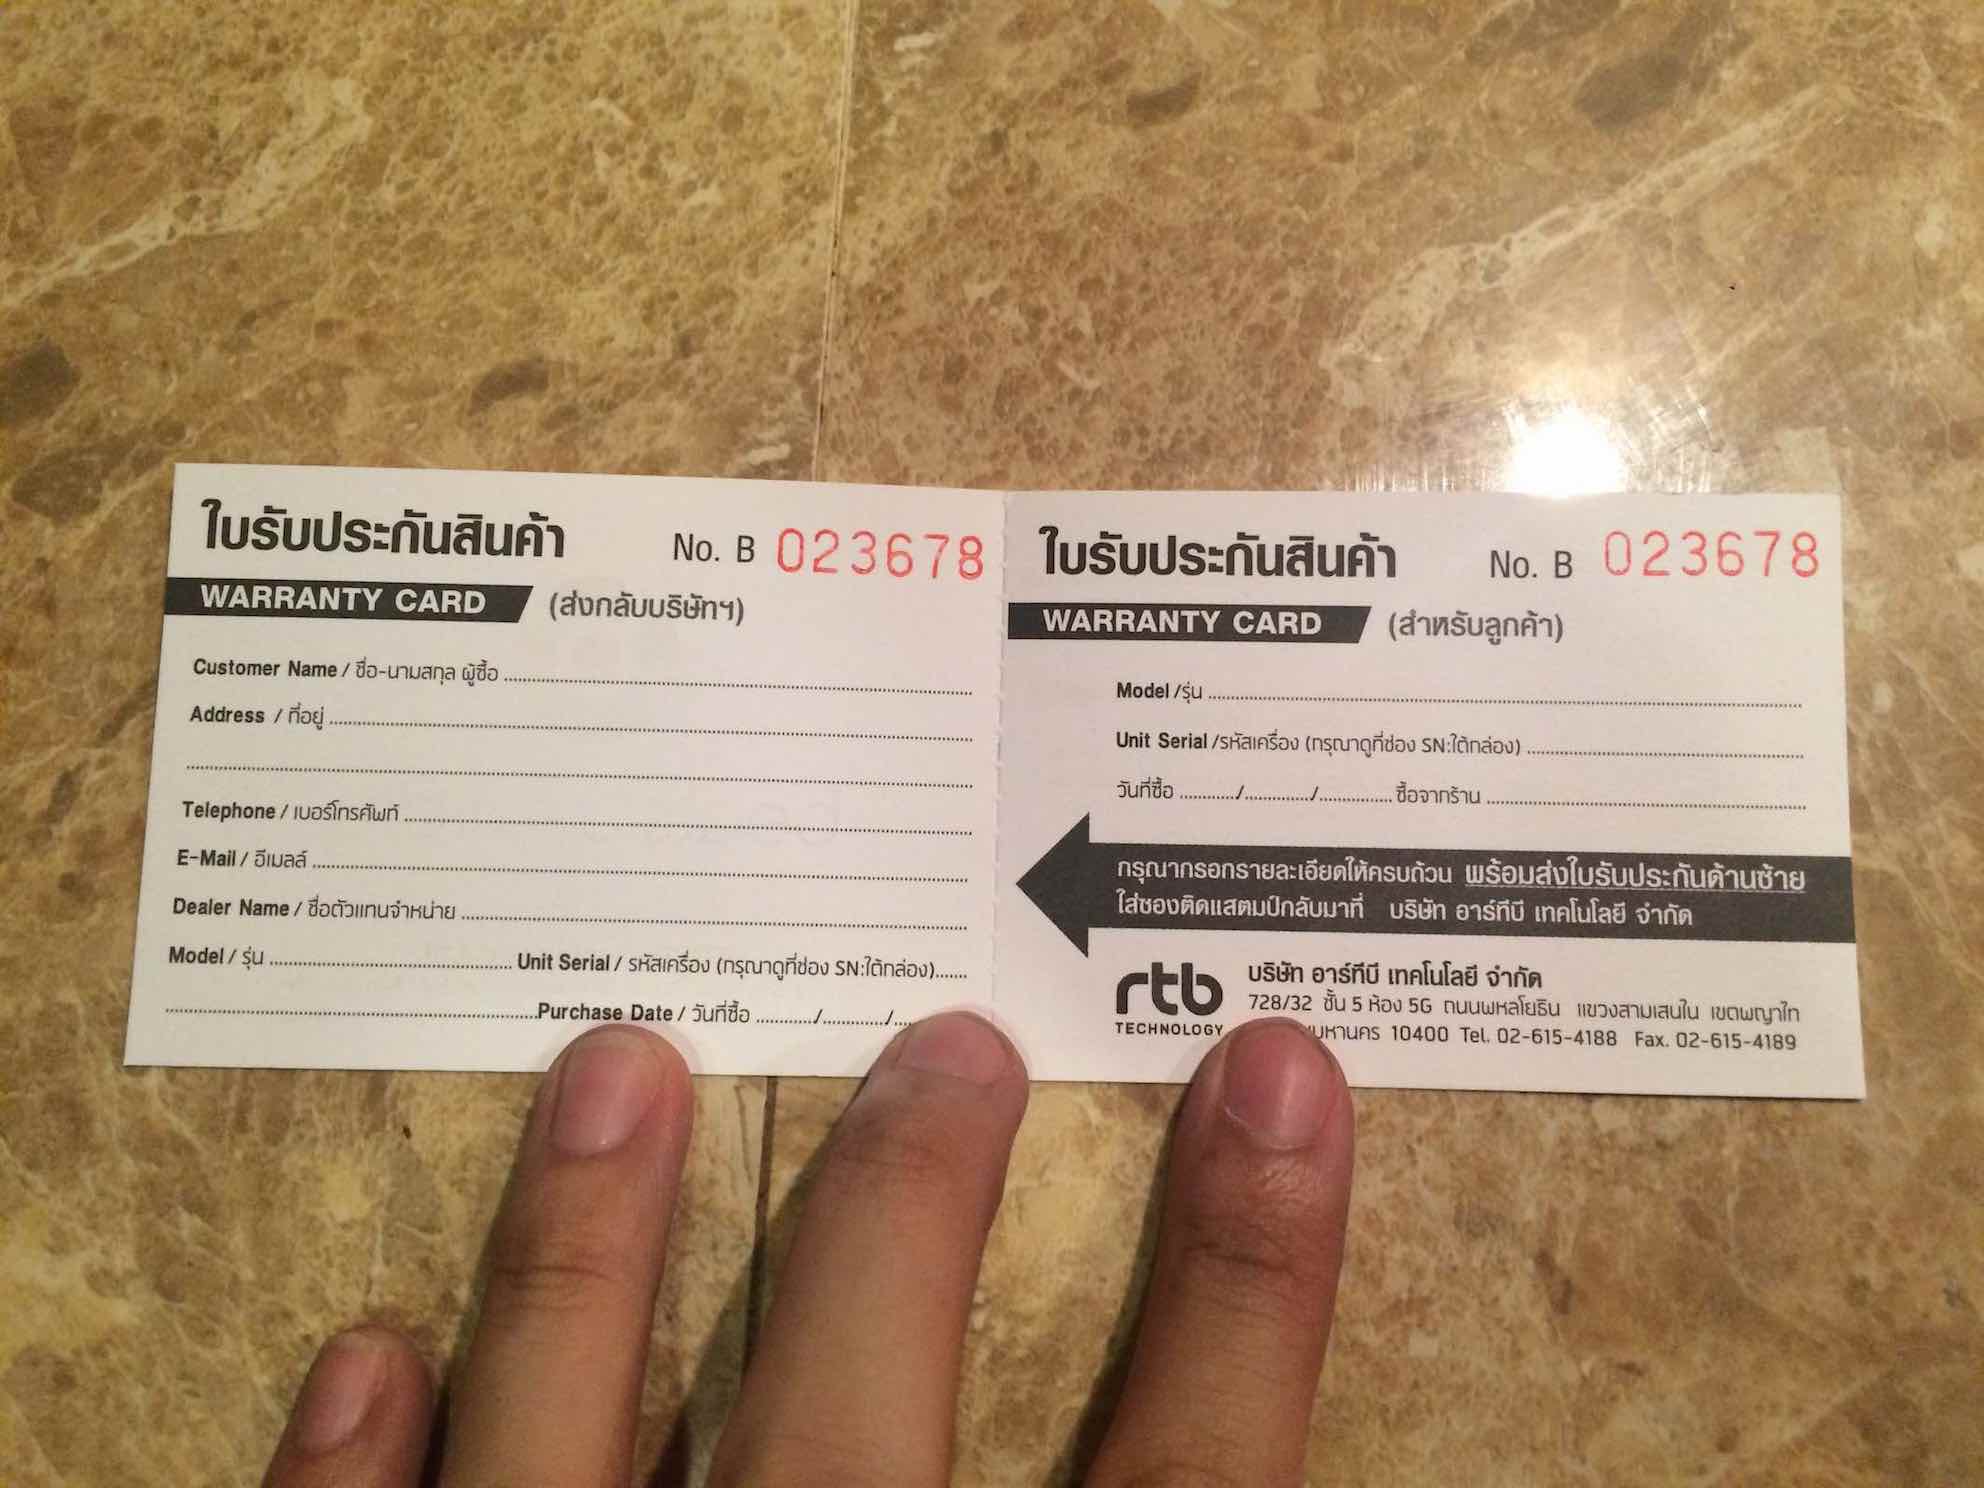 ใบรับประกันสินค้า No. B 023678
WARRANTY CARD (ส่งกลับบริษัทฯ)
Customer Name / ชื่อ-นามสกุล ผู้ซื้อ ....................
Address / ที่อยู่ ....................
Telephone / เบอร์โทรศัพท์ ....................
E-Mail / อีเมลล์ ....................
Dealer Name / ชื่อตัวแทนจำหน่าย ....................
Model / รุ่น .................... Unit Serial / รหัสเครื่อง (กรุณาดูที่ช่อง SN:ใต้กล่อง).......
....................Purchase Date / วันที่ซื้อ ............/............/....
ใบรับประกันสินค้า No. B 023678
WARRANTY CARD (สำหรับลูกค้า)
Model /รุ่น ....................
Unit Serial /รหัสเครื่อง (กรุณาดูที่ช่อง SN:ใต้กล่อง) ....................
วันที่ซื้อ ............/............/............ ซื้อจากร้าน ....................
กรุณากรอกรายละเอียดให้ครบถ้วน พร้อมส่งใบรับประกันด้านซ้าย
ใส่ซองติดแสตมป์กลับมาที่ บริษัท อาร์ทีบี เทคโนโลยี จำกัด
rtb
TECHNOLOGY
บริษัท อาร์ทีบี เทคโนโลยี จำกัด
728/32 ชั้น 5 ห้อง 5G ถนนพหลโยธิน แขวงสามเสนใน เขตพญาไท
10400 Tel. 02-615-4188 Fax. 02-615-4189